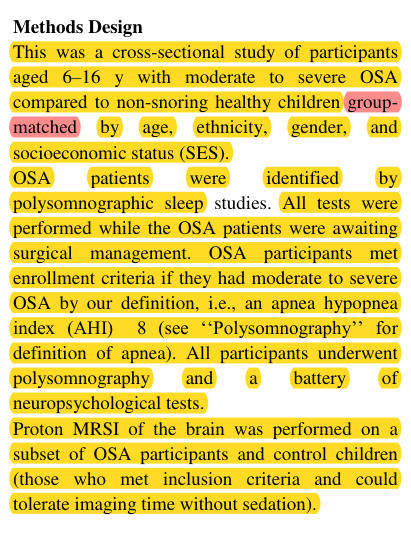 Methods Design
This was a cross-sectional study of participants
aged 6–16 y with moderate to severe OSA
compared to non-snoring healthy children group-
matched by age, ethnicity, gender, and
socioeconomic status (SES).
OSA patients were identified by
polysomnographic sleep studies. All tests were
performed while the OSA patients were awaiting
surgical management. OSA participants met
enrollment criteria if they had moderate to severe
OSA by our definition, i.e., an apnea hypopnea
index (AHI) 8 (see ‘‘Polysomnography’’ for
definition of apnea). All participants underwent
polysomnography and a battery of
neuropsychological tests.
Proton MRSI of the brain was performed on a
subset of OSA participants and control children
(those who met inclusion criteria and could
tolerate imaging time without sedation).